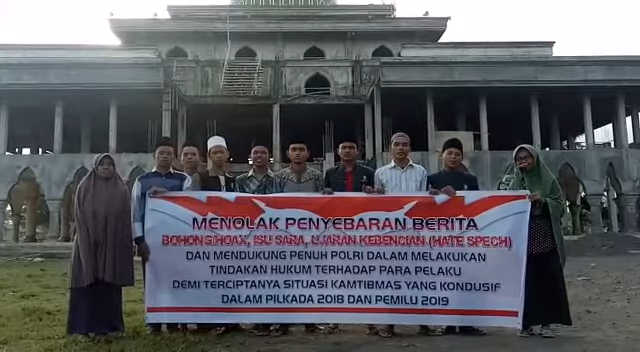 MENOLAK PENYEBARAN BERITA
BOHONG/HOAX, ISU SARA, UJARAN KEBENCIAN (HATE SPECH)
DAN MENDUKUNG PENUH POLRI DALAM MELAKUKAN
TINDAKAN HUKUM TERHADAP PARA PELAKU
DEMI TERCIPTANYA SITUASI KAMTIBMAS YANG KONDUSIF
DALAM PILKADA 2018 DAN PEMILU 2019